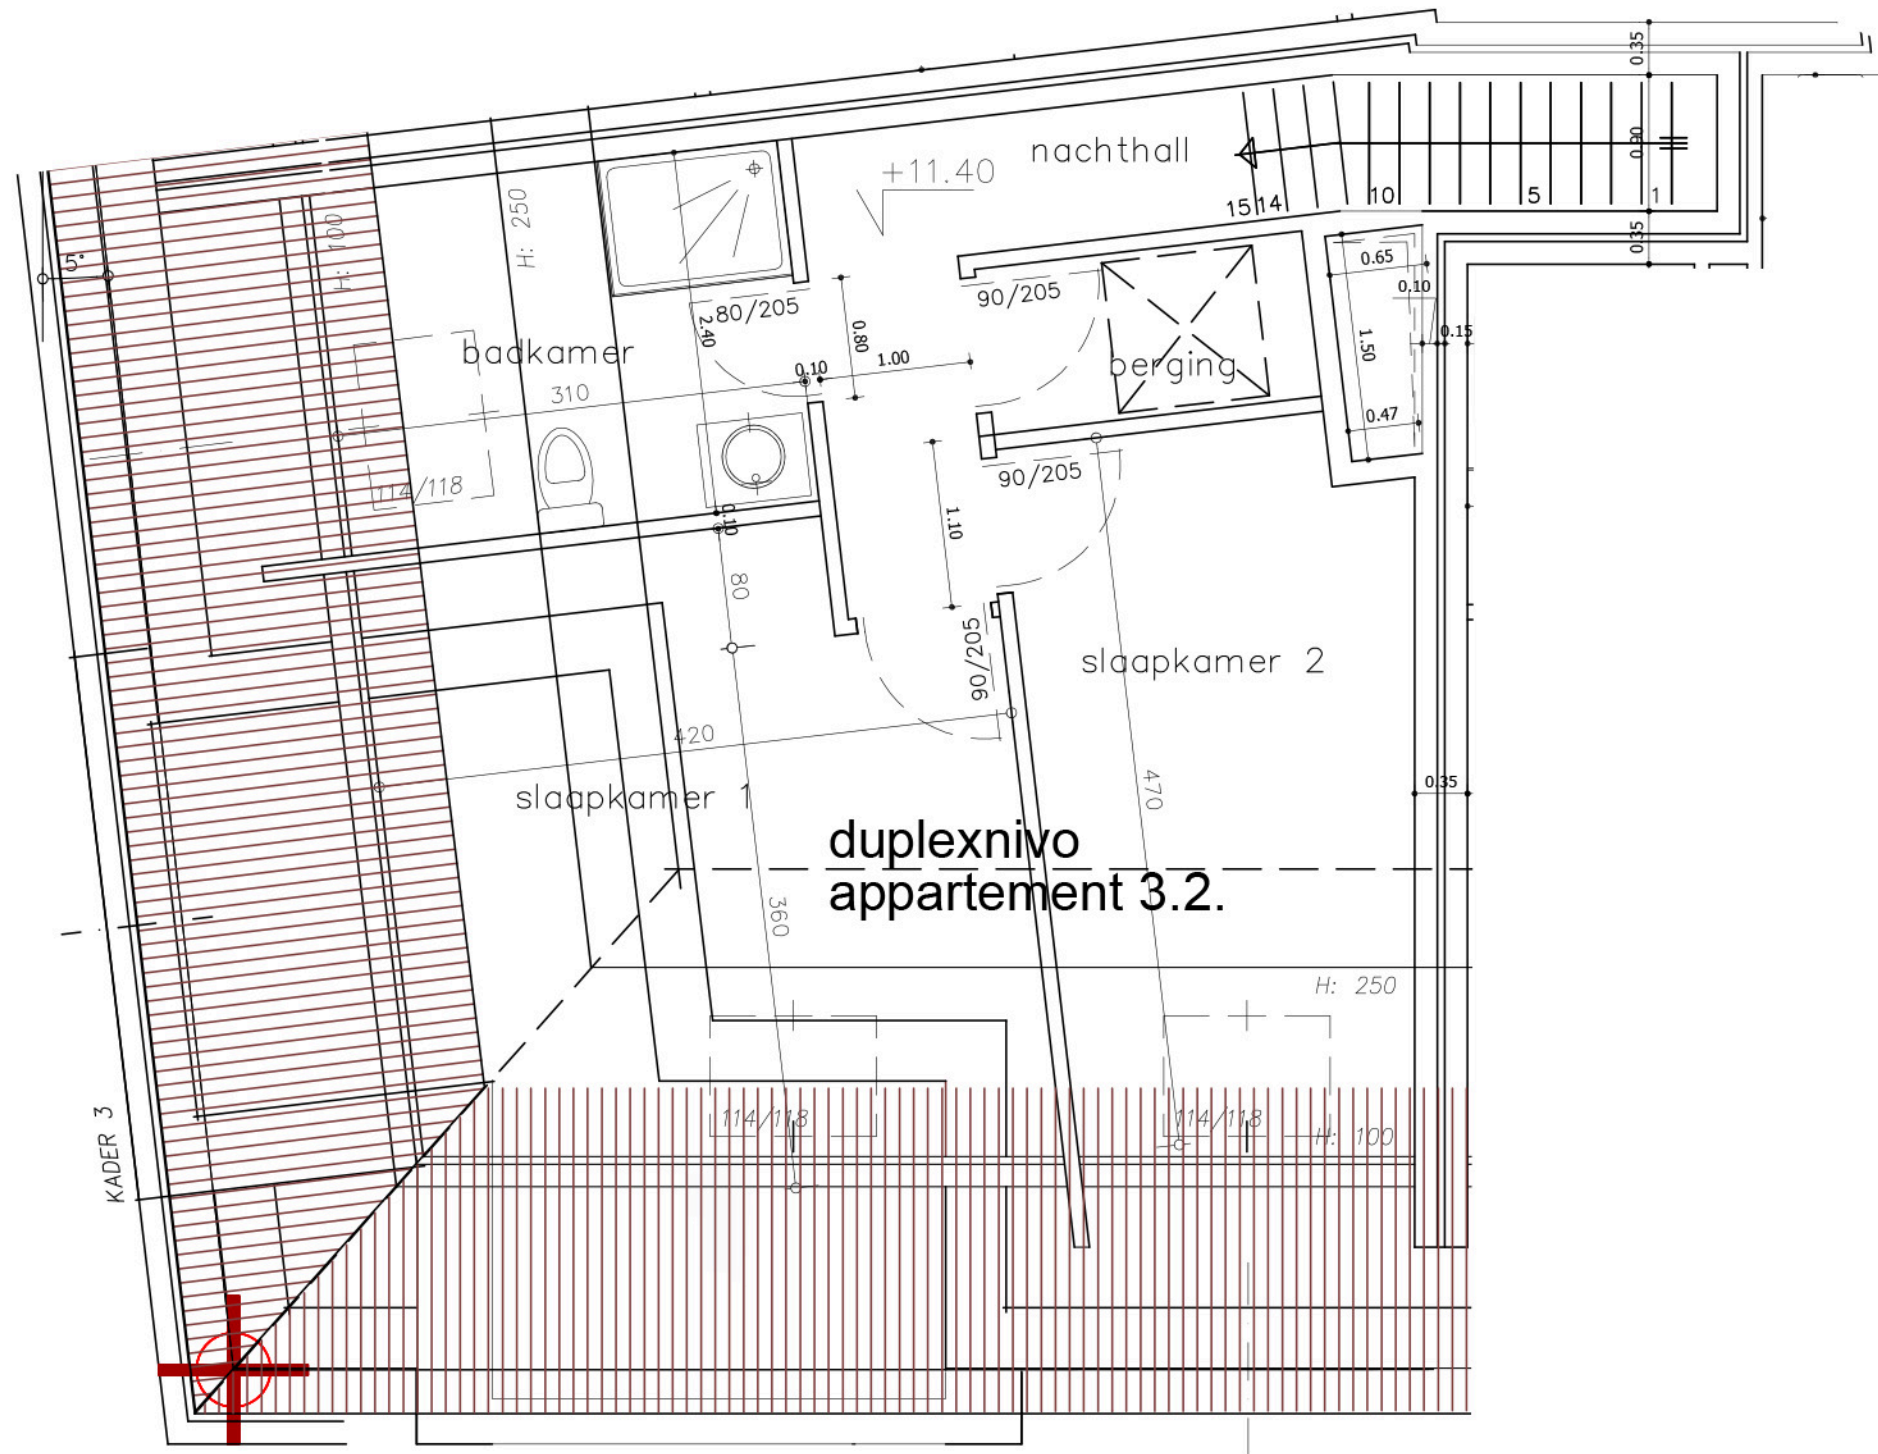 0.35
nachthall
+11.40
0.90
15 14
10
5
1
H: 250
H: 100
5°
0.35
0.65
0.10
0.15
80/205
90/205
2.40
0.80
1.00
1.50
badkamer
berging
0.10
310
0.47
114/118
90/205
0.10
1.10
80
90/205
slaapkamer 2
420
470
0.35
slaapkamer 1
duplexnivo
appartement 3.2.
360
H: 250
114/118
114/118
H: 100
KADER 3